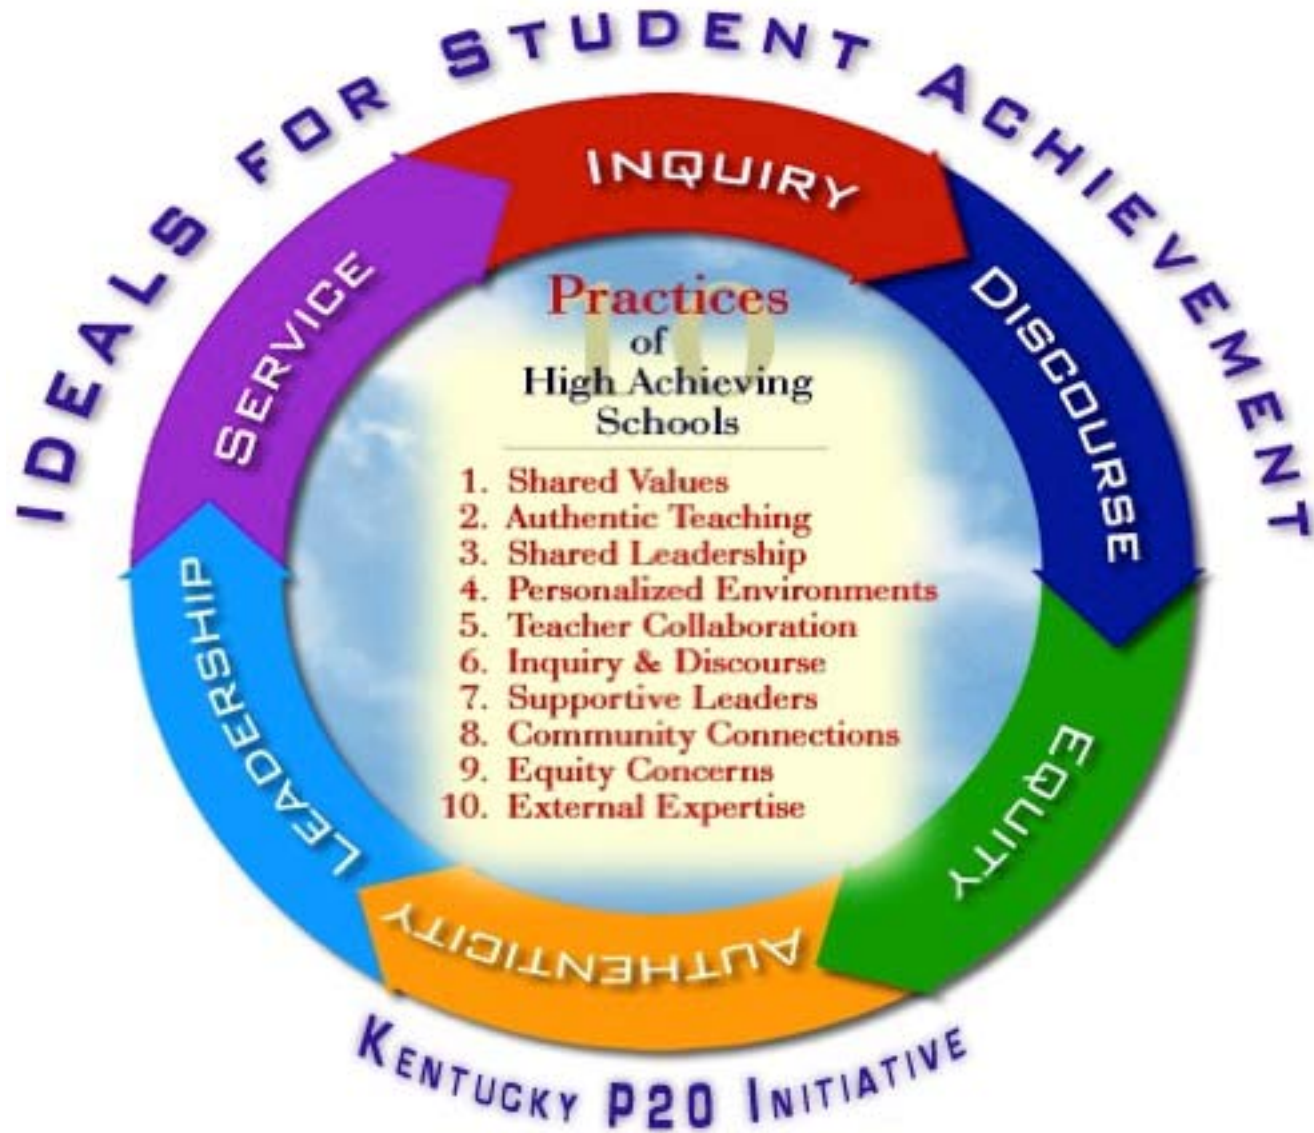 IDEALS FOR STUDENT ACHIEVEMENT
INQUIRY
DISCOURSE
EQUITY
AUTHENTICITY
LEADERSHIP
SERVICE
10
Practices
of
High Achieving
Schools
1. Shared Values
2. Authentic Teaching
3. Shared Leadership
4. Personalized Environments
5. Teacher Collaboration
6. Inquiry & Discourse
7. Supportive Leaders
8. Community Connections
9. Equity Concerns
10. External Expertise
KENTUCKY P20 INITIATIVE